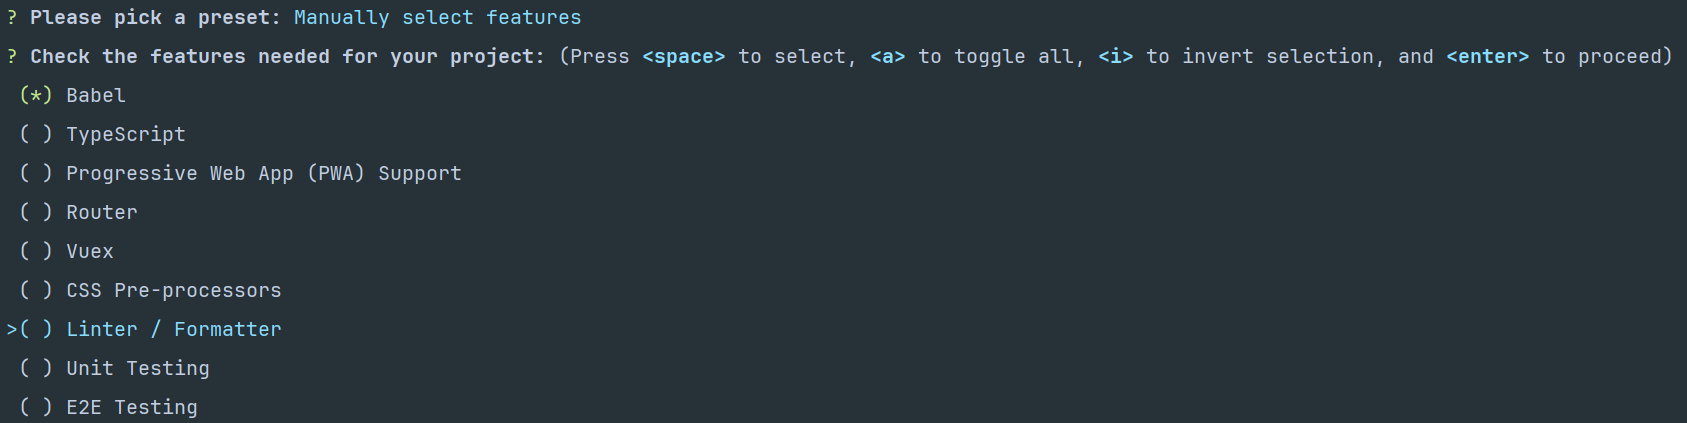 ? Please pick a preset: Manually select features
? Check the features needed for your project: (Press <space> to select, <a> to toggle all, <i> to invert selection, and <enter> to proceed)
(*) Babel
( ) TypeScript
( ) Progressive Web App (PWA) Support
( ) Router
( ) Vuex
( ) CSS Pre-processors
>( ) Linter / Formatter
( ) Unit Testing
( ) E2E Testing